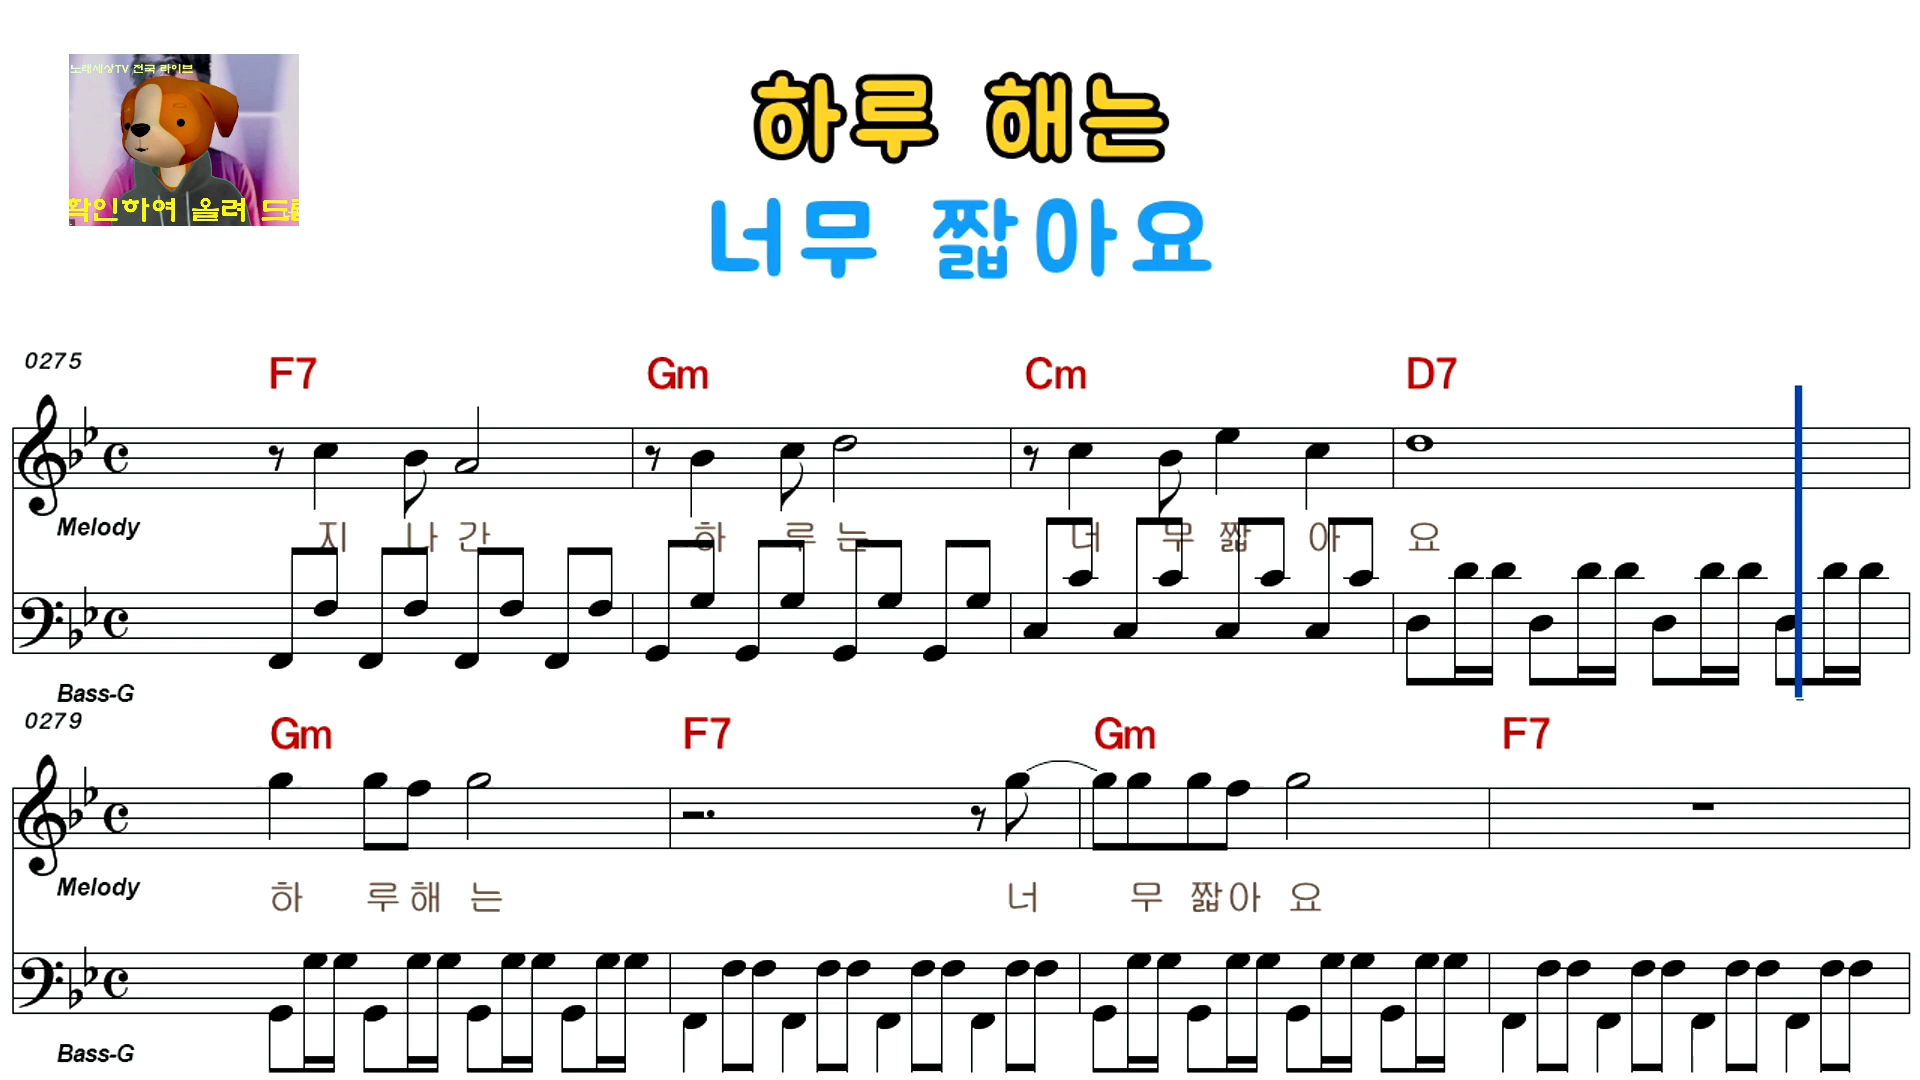 노래세상TV 전국 라이브
확인하여 올려 드
하루 해는
너무 짧아요
0275
F7 Gm Cm D7
Melody
지 나 간 하 루 는 너 무 짧 아 요
Bass-G
0279
Gm F7 Gm F7
Melody
하 루 해 는 너 무 짧 아 요
Bass-G